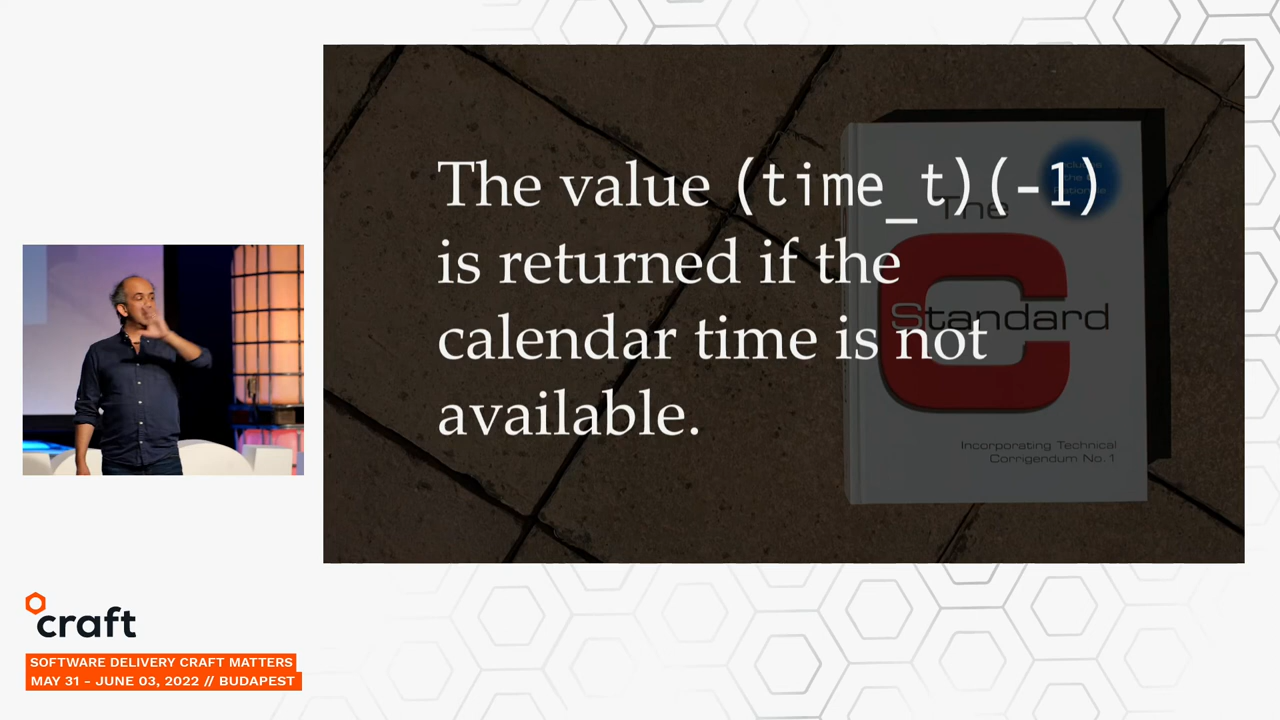 The value (time_t)(-1)
is returned if the
calendar time is not
available.
The
Standard
Incorporating Technical
Corrigendum No.1
craft
SOFTWARE DELIVERY CRAFT MATTERS
MAY 31 - JUNE 03, 2022 // BUDAPEST